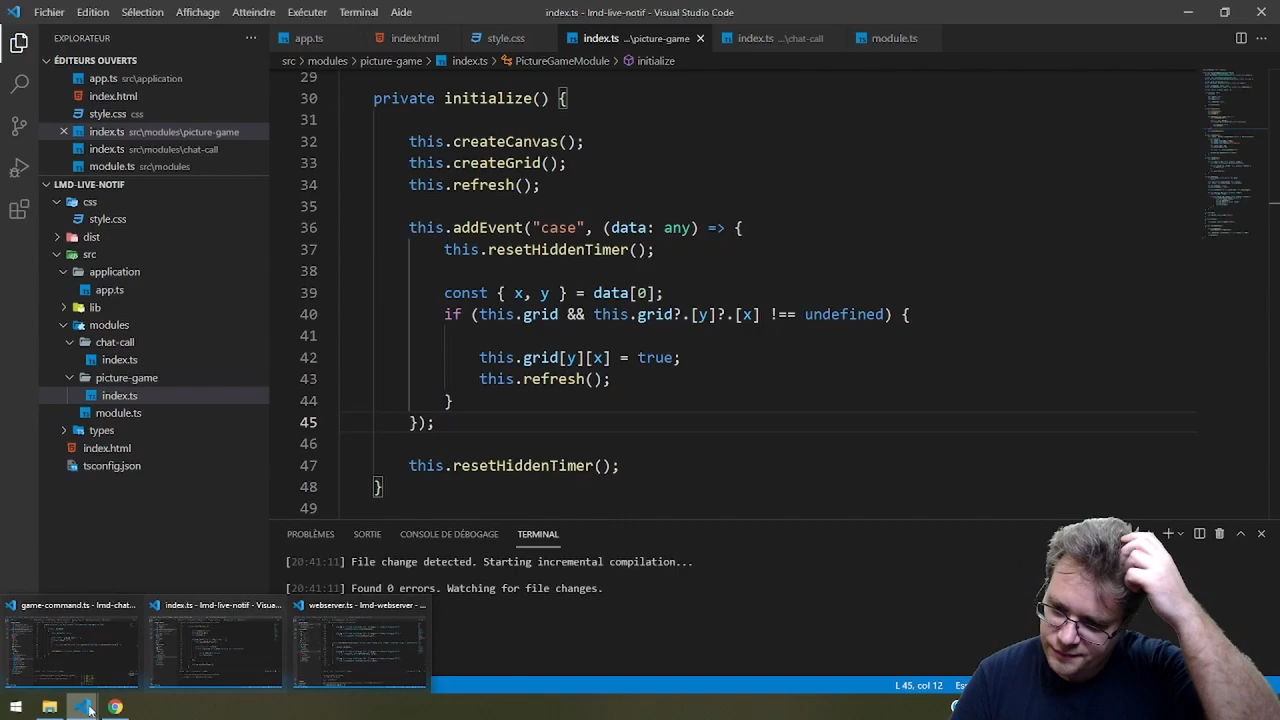 Fichier Edition Sélection Affichage Atteindre Exécuter Terminal Aide index.ts - lmd-live-notif - Visual Studio Code
EXPLORATEUR ... app.ts index.html style.css index.ts ...\picture-game index.ts ...\chat-call module.ts
ÉDITEURS OUVERTS src > modules > picture-game > index.ts > initialize
app.ts src\application
index.html
style.css css
index.ts src\modules\picture-game
index.ts src\modules\chat-call
module.ts src\modules
LMD-LIVE-NOTIF
css
style.css
dist
src
application
app.ts
lib
modules
chat-call
index.ts
picture-game
index.ts
module.ts
types
index.html
tsconfig.json
29
30 private initialize() {
31
32 this.createCanvas();
33 this.createGrid();
34 this.refresh();
35
36 this.addEvent("case", (data: any) => {
37 this.resetHiddenTimer();
38
39 const { x, y } = data[0];
40 if (this.grid && this.grid?.[y]?.[x] !== undefined) {
41
42 this.grid[y][x] = true;
43 this.refresh();
44 }
45 });
46
47 this.resetHiddenTimer();
48 }
49
PROBLÈMES SORTIE CONSOLE DE DÉBOGAGE TERMINAL
[20:41:11] File change detected. Starting incremental compilation...
[20:41:11] Found 0 errors. Watching for file changes.
game-command.ts - lmd-chat... index.ts - lmd-live-notif - Visua... webserver.ts - lmd-webserver - ...
L 45, col 12